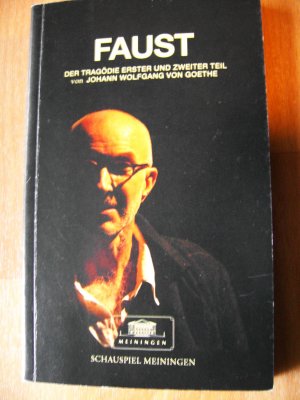 FAUST
DER TRAGÖDIE ERSTER UND ZWEITER TEIL
von JOHANN WOLFGANG VON GOETHE
MEININGEN
SCHAUSPIEL MEININGEN